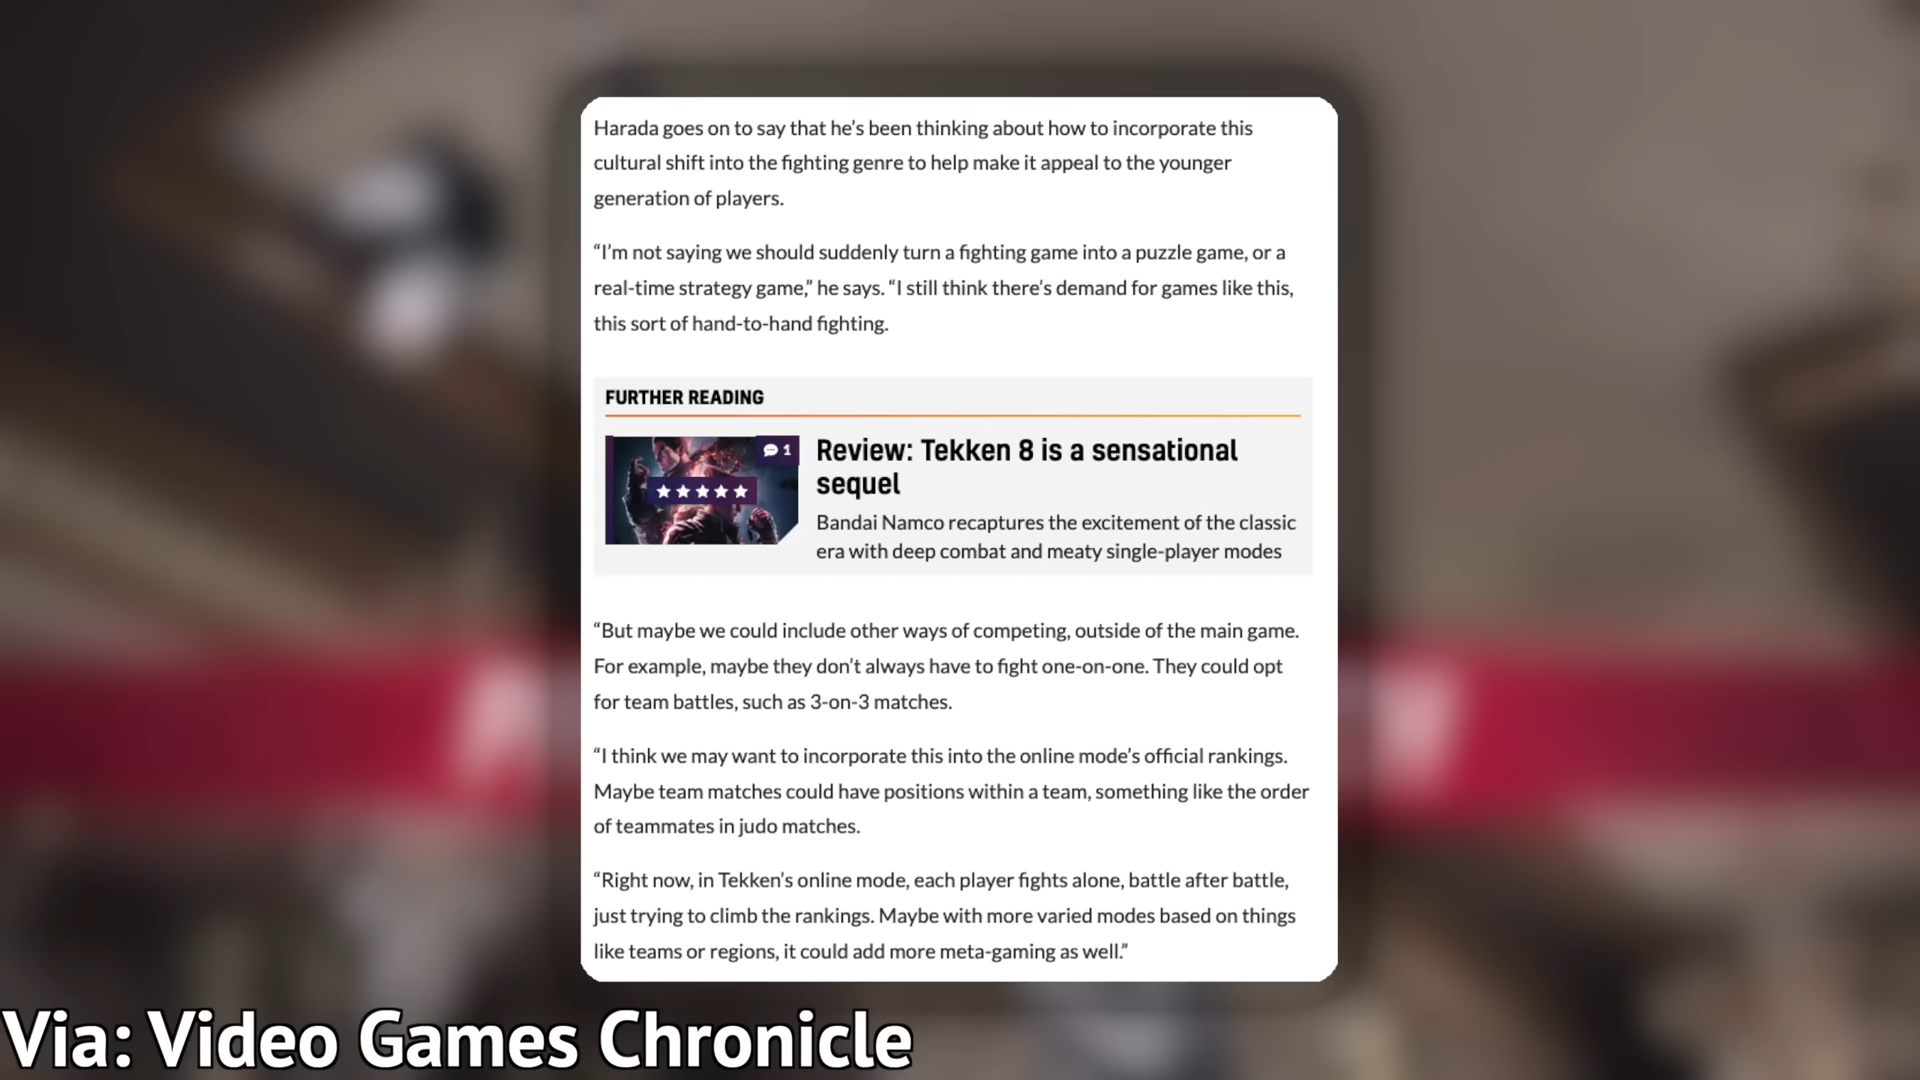 Harada goes on to say that he’s been thinking about how to incorporate this
cultural shift into the fighting genre to help make it appeal to the younger
generation of players.
“I’m not saying we should suddenly turn a fighting game into a puzzle game, or a
real-time strategy game,” he says. “I still think there’s demand for games like this,
this sort of hand-to-hand fighting.
FURTHER READING
1
Review: Tekken 8 is a sensational
sequel
Bandai Namco recaptures the excitement of the classic
era with deep combat and meaty single-player modes
“But maybe we could include other ways of competing, outside of the main game.
For example, maybe they don’t always have to fight one-on-one. They could opt
for team battles, such as 3-on-3 matches.
“I think we may want to incorporate this into the online mode’s official rankings.
Maybe team matches could have positions within a team, something like the order
of teammates in judo matches.
“Right now, in Tekken’s online mode, each player fights alone, battle after battle,
just trying to climb the rankings. Maybe with more varied modes based on things
like teams or regions, it could add more meta-gaming as well.”
Via: Video Games Chronicle